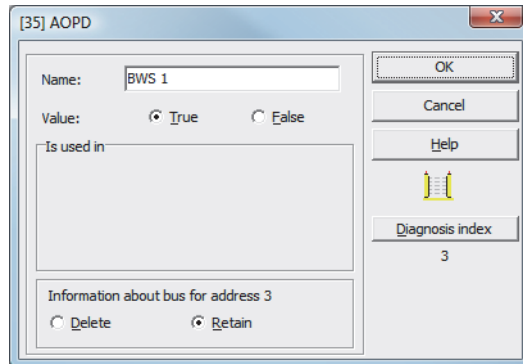 [35] AOPD
Name: BWS 1
Value: True False
Is used in
Information about bus for address 3
Delete Retain
OK
Cancel
Help
Diagnosis index
3